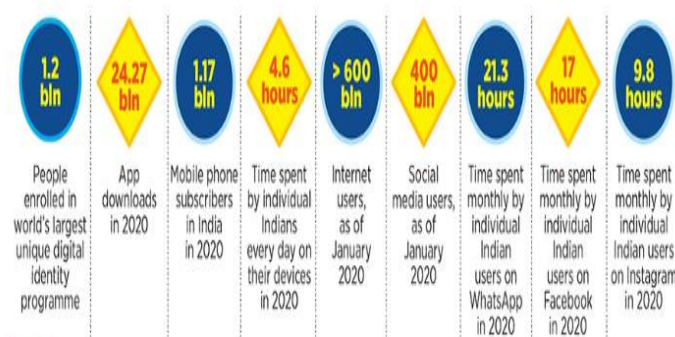 1.2
bln
People
enrolled in
world's largest
unique digital
identity
programme
24.27
bln
App
downloads
in 2020
1.17
bln
Mobile phone
subscribers
in India
in 2020
4.6
hours
Time spent
by individual
Indians
every day on
their devices
in 2020
> 600
bln
Internet
users,
as of
January
2020
400
bln
Social
media users,
as of
January
2020
21.3
hours
Time spent
monthly by
individual
Indian
users on
WhatsApp
in 2020
17
hours
Time spent
monthly by
individual
Indian
users on
Facebook
in 2020
9.8
hours
Time spent
monthly by
individual
Indian users
on Instagram
in 2020